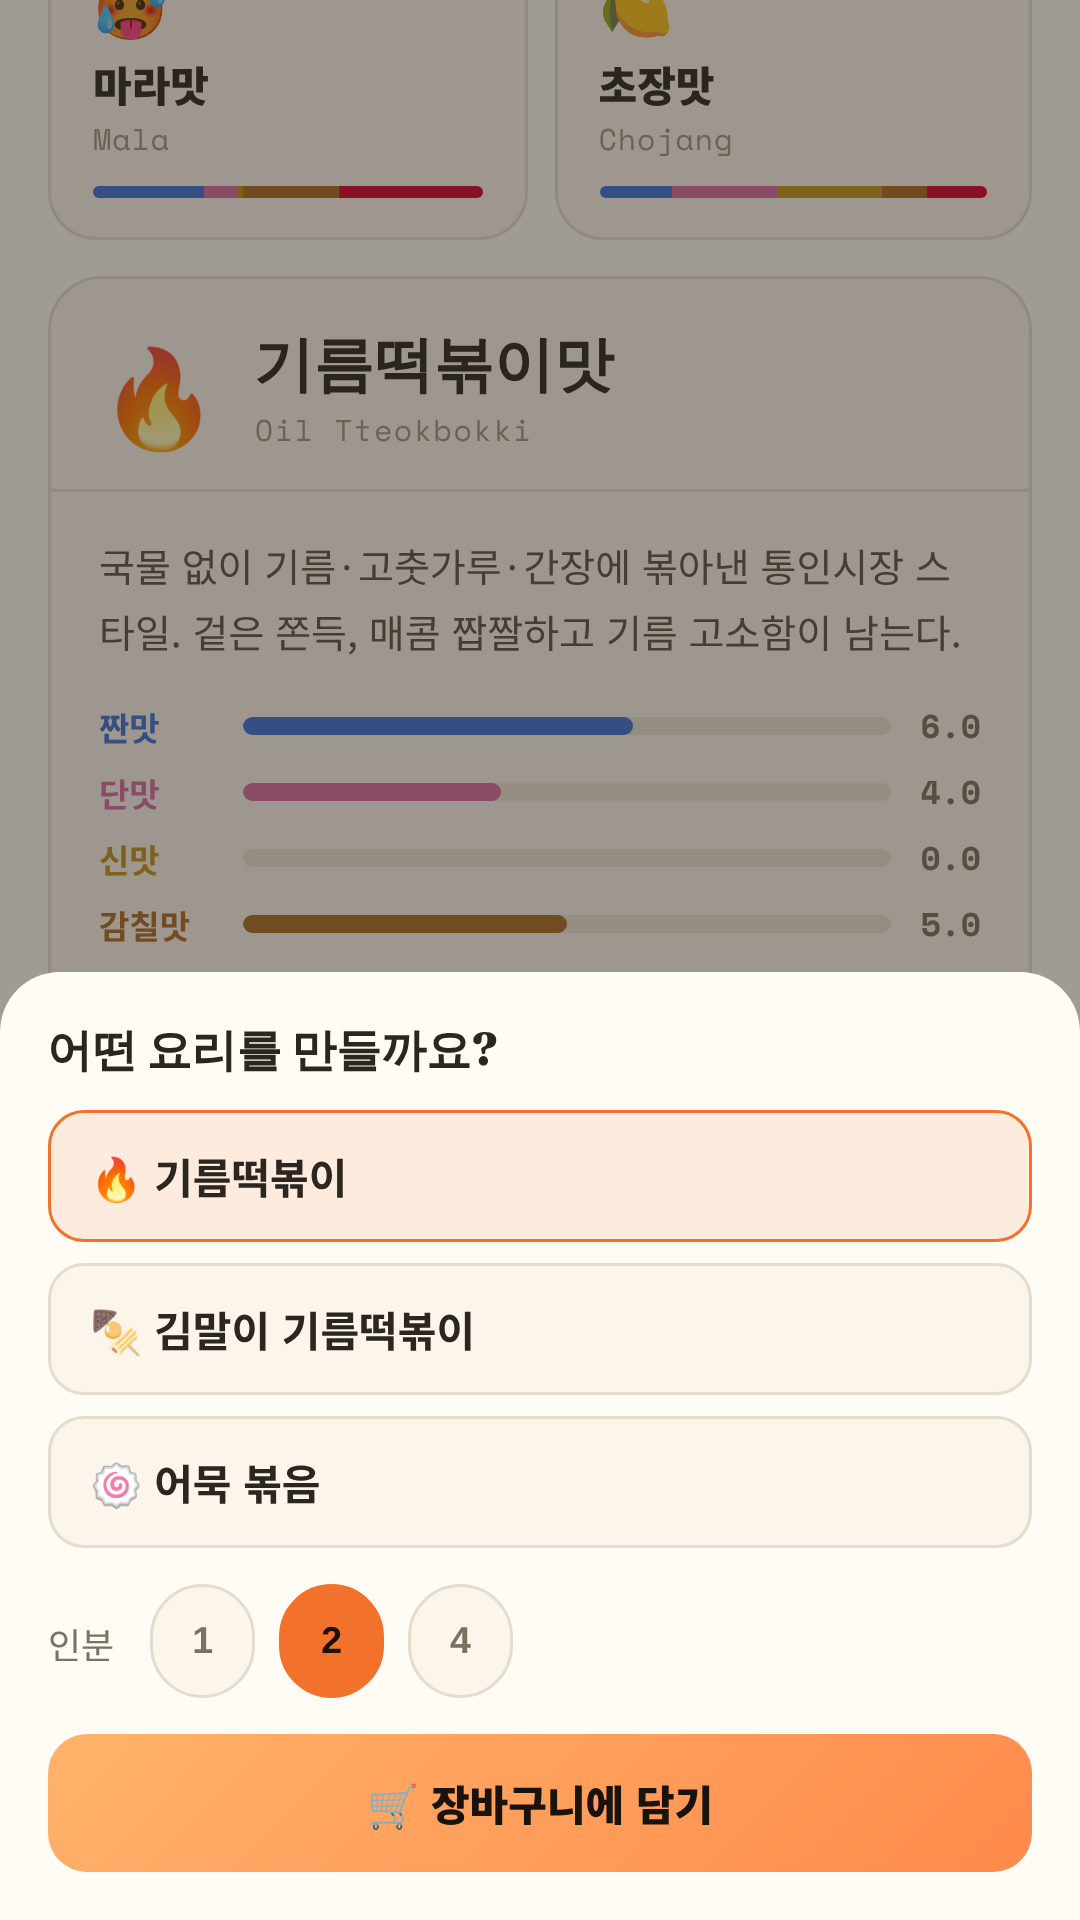 마라맛
Mala
초장맛
Chojang
기름떡볶이맛
Oil Tteokbokki
국물 없이 기름·고춧가루·간장에 볶아낸 통인시장 스
타일. 겉은 쫀득, 매콤 짭짤하고 기름 고소함이 남는다.
짠맛 6.0
단맛 4.0
신맛 0.0
감칠맛 5.0
어떤 요리를 만들까요?
기름떡볶이
김말이 기름떡볶이
어묵 볶음
인분 1 2 4
장바구니에 담기